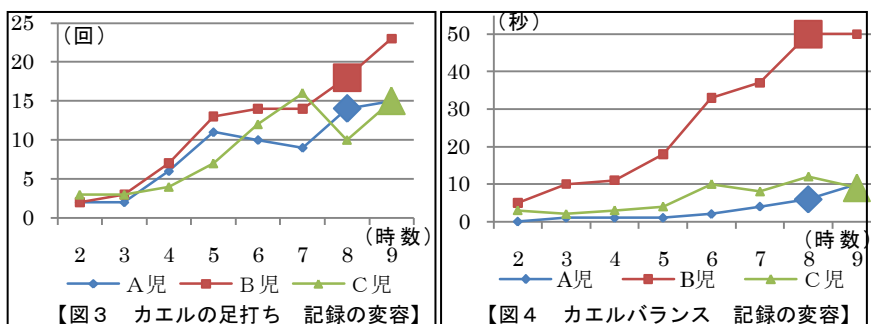 (回)
25
20
15
10
5
0
2 3 4 5 6 7 8 9
(時数)
A児 B児 C児
【図3 カエルの足打ち 記録の変容】
(秒)
50
40
30
20
10
0
2 3 4 5 6 7 8 9
(時数)
A児 B児 C児
【図4 カエルバランス 記録の変容】